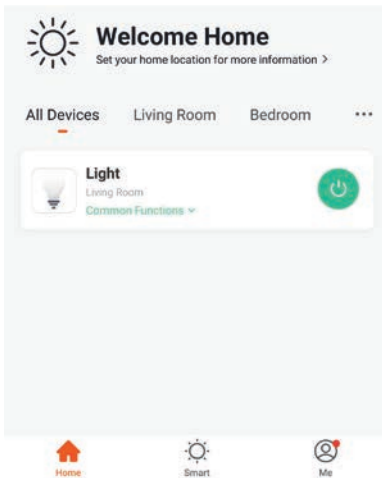 Welcome Home
Set your home location for more information >
All Devices Living Room Bedroom ...
Light
Living Room
Common Functions
Home Smart Me